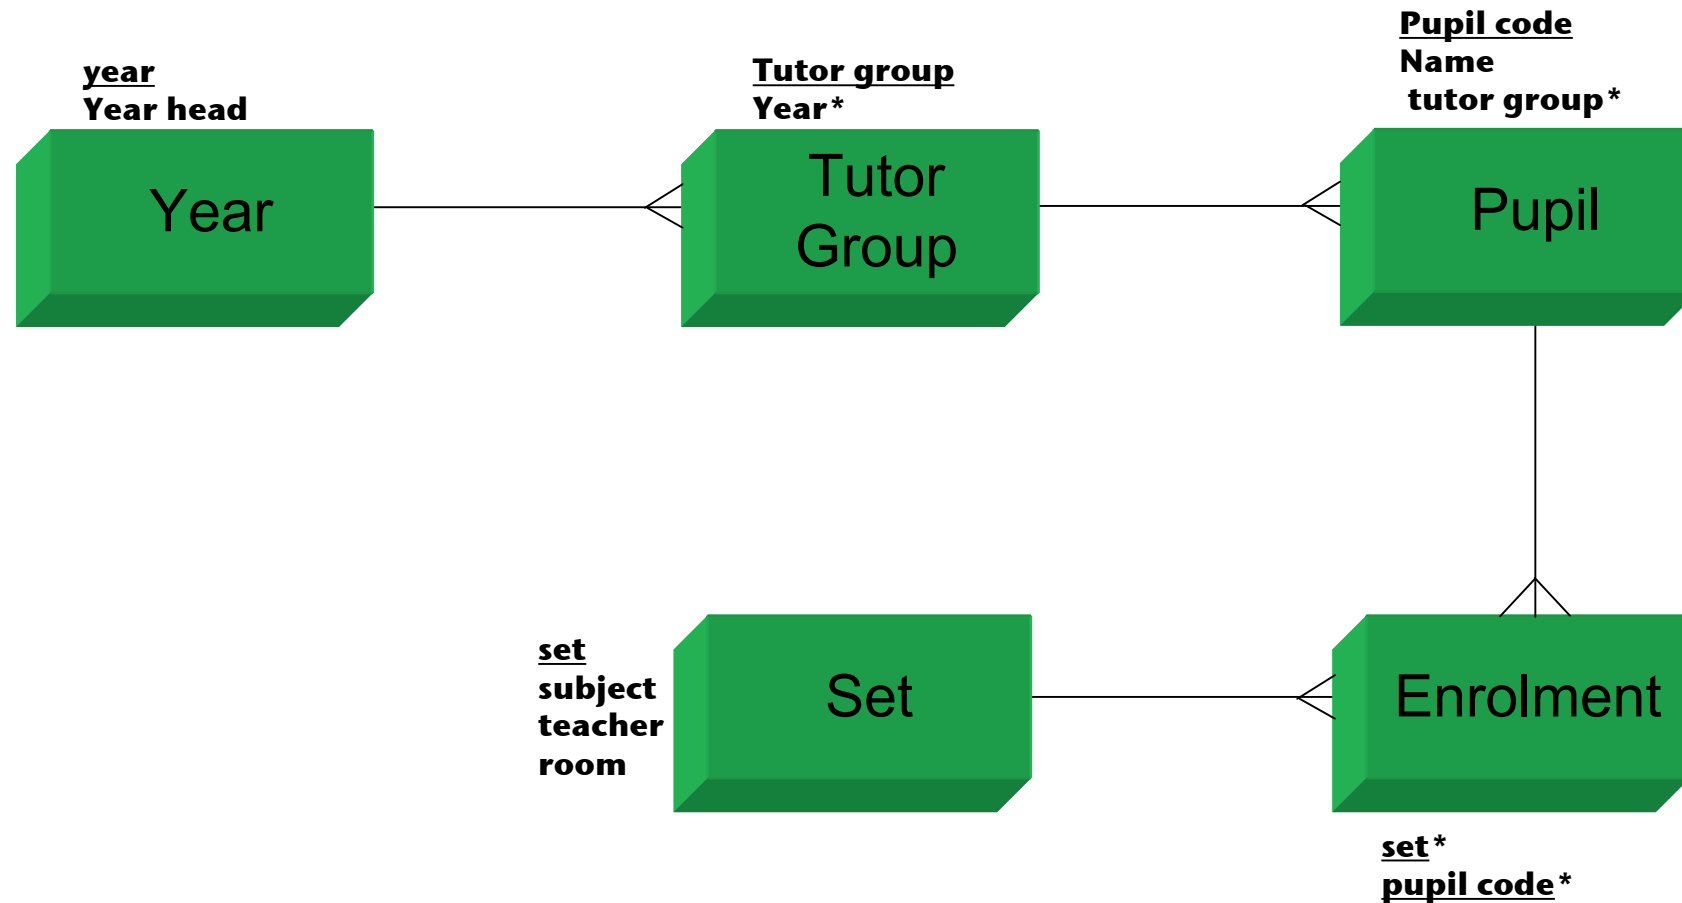 year
Year head
Year
Tutor group
Year*
Tutor
Group
Pupil code
Name
tutor group*
Pupil
set
subject
teacher
room
Set
Enrolment
set*
pupil code*